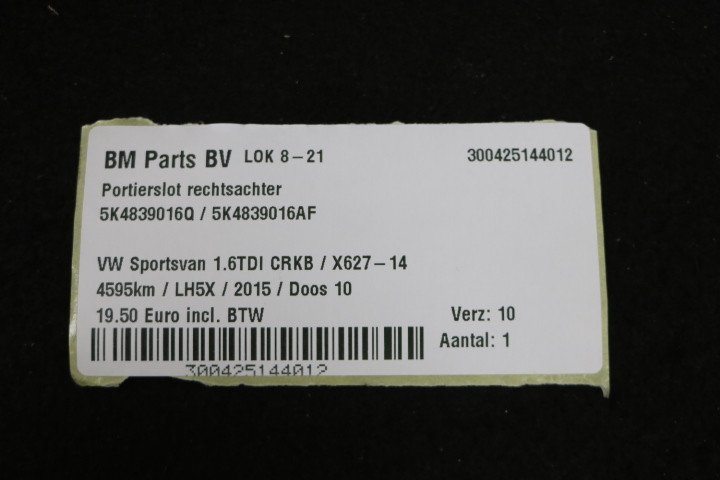 BM Parts BV LOK 8-21 300425144012
Portierslot rechtsachter
5K4839016Q / 5K4839016AF
VW Sportsvan 1.6TDI CRKB / X627-14
4595km / LH5X / 2015 / Doos 10
19.50 Euro incl. BTW Verz: 10
Aantal: 1
300425144012